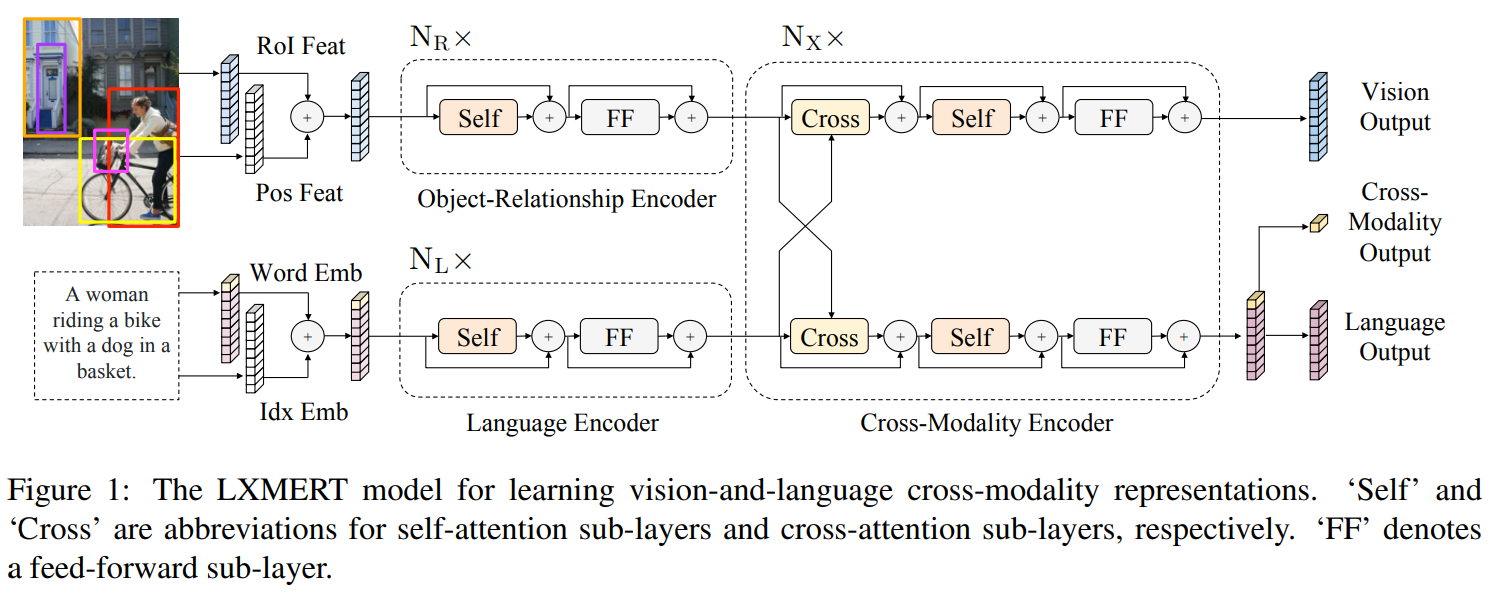 RoI Feat
Pos Feat
N_R×
Self
+
FF
+
Object-Relationship Encoder
A woman
riding a bike
with a dog in a
basket.
Word Emb
Idx Emb
+
+
N_L×
Self
+
FF
+
Language Encoder
N_X×
Cross
+
Self
+
FF
+
Cross
+
Self
+
FF
+
Cross-Modality Encoder
Vision
Output
Cross-
Modality
Output
Language
Output
Figure 1: The LXMERT model for learning vision-and-language cross-modality representations. ‘Self’ and
‘Cross’ are abbreviations for self-attention sub-layers and cross-attention sub-layers, respectively. ‘FF’ denotes
a feed-forward sub-layer.